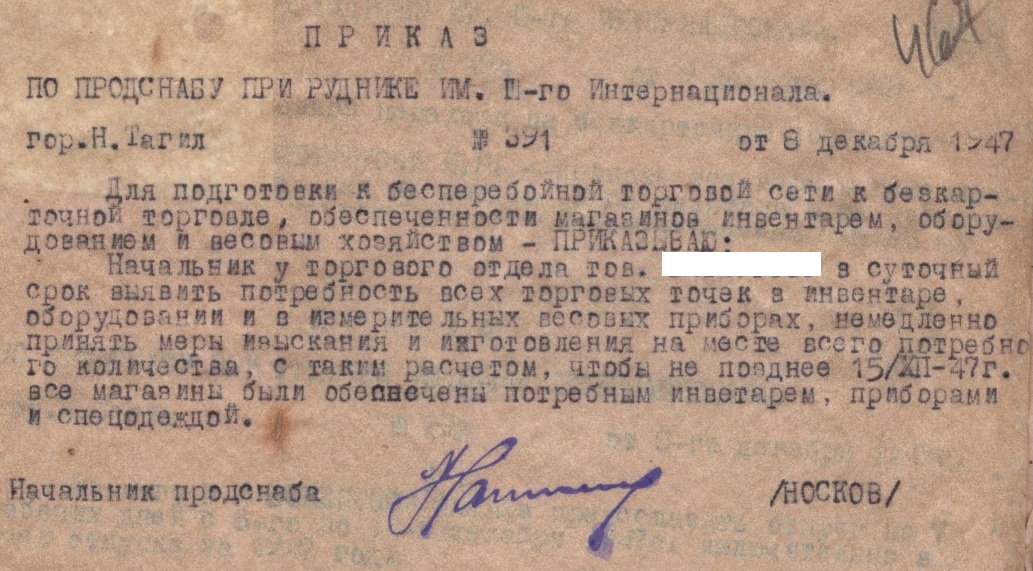 ПРИКАЗ
ПО ПРОДСНАБУ ПРИ РУДНИКЕ ИМ. Ш-го Интернационала.
гор.Н.Тагил № 391 от 8 декабря 1947
Для подготовки к бесперебойной торговой сети к безкар-
точной торговле, обеспеченности магазинов инвентарем, обору-
дованием и весовым хозяйством - ПРИКАЗЫВАЮ:
Начальник у торгового отдела тов. в суточный
срок выявить потребность всех торговых точек в инвентаре,
оборудовании и в измерительных весовых приборах, немедленно
принять меры изыскания и изготовления на месте всего потребно
го количества, с таким расчетом, чтобы не позднее 15/ХП-47г.
все магазины были обеспечены потребным инветарем, приборами
и спецодеждой.
Начальник продснаба /НОСКОВ/